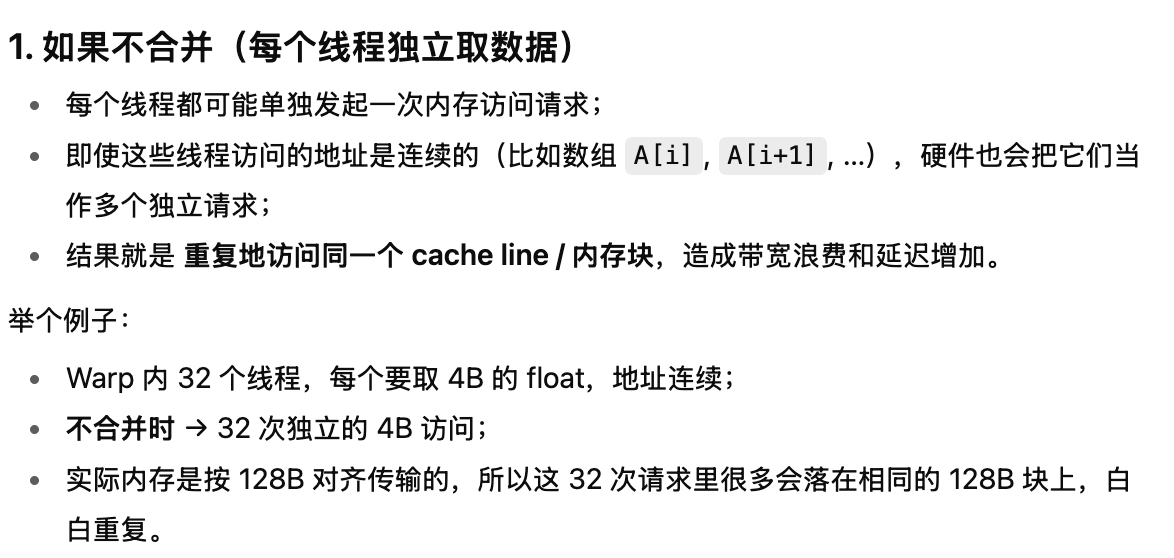 1. 如果不合并（每个线程独立取数据）
• 每个线程都可能单独发起一次内存访问请求；
• 即使这些线程访问的地址是连续的（比如数组 A[i], A[i+1], ...），硬件也会把它们当
作多个独立请求；
• 结果就是 重复地访问同一个 cache line / 内存块，造成带宽浪费和延迟增加。
举个例子：
• Warp 内 32 个线程，每个要取 4B 的 float，地址连续；
• 不合并时 → 32 次独立的 4B 访问；
• 实际内存是按 128B 对齐传输的，所以这 32 次请求里很多会落在相同的 128B 块上，白
白重复。